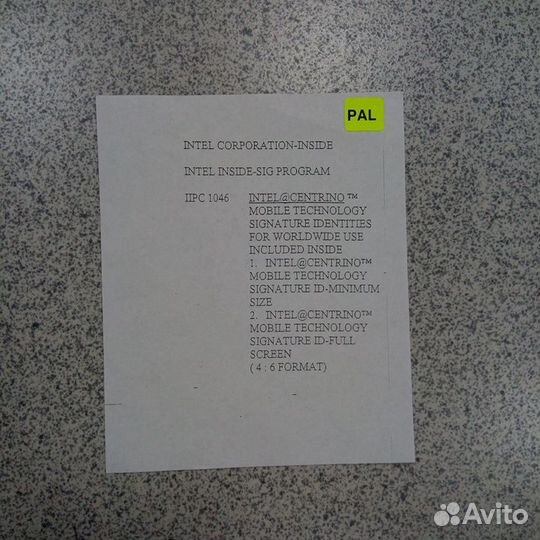 PAL
INTEL CORPORATION-INSIDE
INTEL INSIDE-SIG PROGRAM
IIPC 1046 INTEL@CENTRINO ™
MOBILE TECHNOLOGY
SIGNATURE IDENTITIES
FOR WORLDWIDE USE
INCLUDED INSIDE
1. INTEL@CENTRINO™
MOBILE TECHNOLOGY
SIGNATURE ID-MINIMUM
SIZE
2. INTEL@CENTRINO™
MOBILE TECHNOLOGY
SIGNATURE ID-FULL
SCREEN
( 4 : 6 FORMAT)
Avito